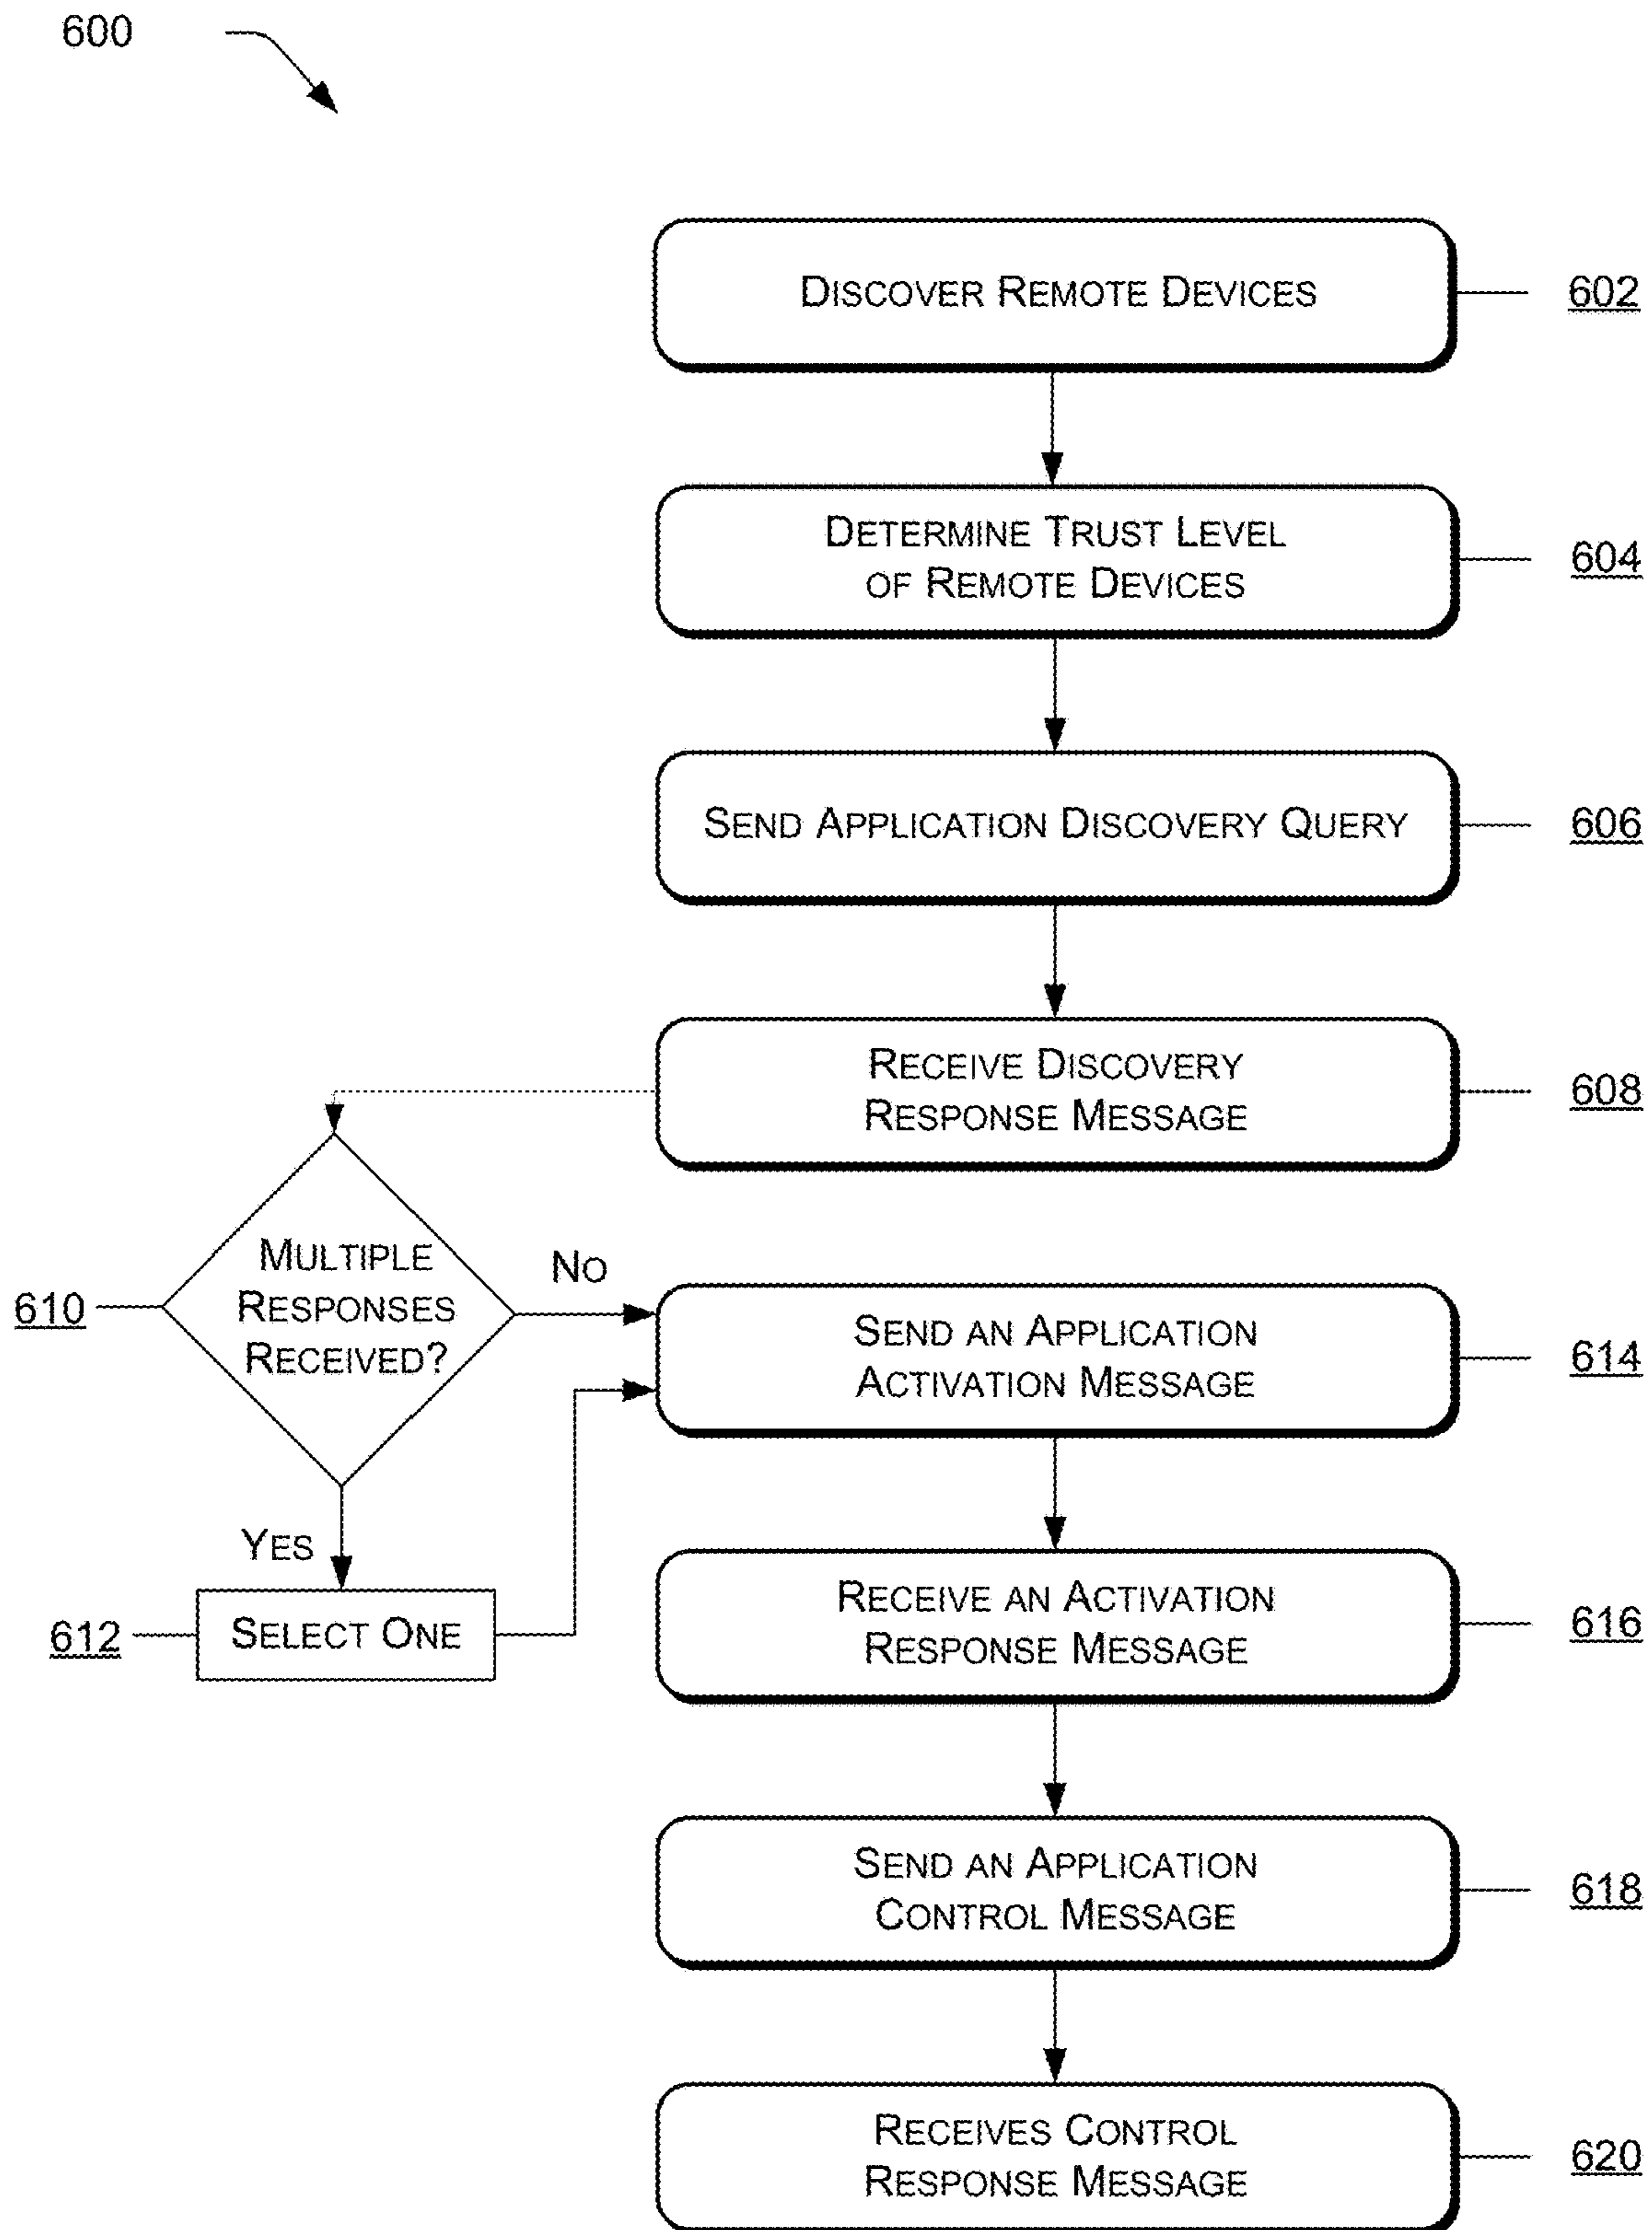 600
DISCOVER REMOTE DEVICES
602
DETERMINE TRUST LEVEL
OF REMOTE DEVICES
604
SEND APPLICATION DISCOVERY QUERY
606
RECEIVE DISCOVERY
RESPONSE MESSAGE
608
MULTIPLE
RESPONSES
RECEIVED?
610
NO
YES
SELECT ONE
612
SEND AN APPLICATION
ACTIVATION MESSAGE
614
RECEIVE AN ACTIVATION
RESPONSE MESSAGE
616
SEND AN APPLICATION
CONTROL MESSAGE
618
RECEIVES CONTROL
RESPONSE MESSAGE
620